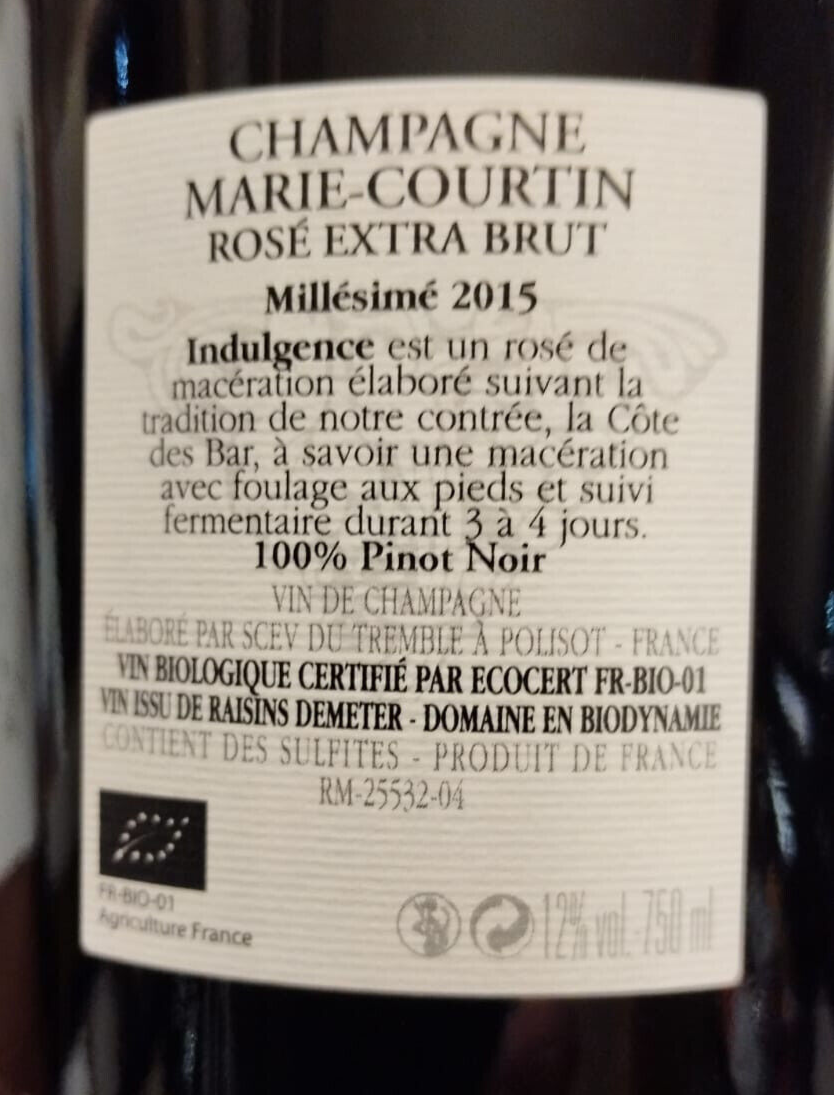 CHAMPAGNE
MARIE-COURTIN
ROSÉ EXTRA BRUT
Millésimé 2015
Indulgence est un rosé de
macération élaboré suivant la
tradition de notre contrée, la Côte
des Bar, à savoir une macération
avec foulage aux pieds et suivi
fermentaire durant 3 à 4 jours.
100% Pinot Noir
VIN DE CHAMPAGNE
ÉLABORÉ PAR SCEV DU TREMBLE À POLISOT - FRANCE
VIN BIOLOGIQUE CERTIFIÉ PAR ECOCERT FR-BIO-01
VIN ISSU DE RAISINS DEMETER - DOMAINE EN BIODYNAMIE
CONTIENT DES SULFITES - PRODUIT DE FRANCE
RM-25532-04
FR-BIO-01
Agriculture France
12% vol. 750 ml